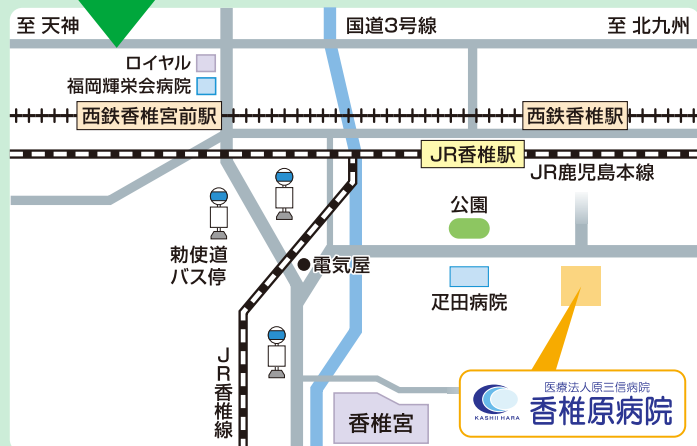 至 天神
国道3号線
至 北九州
ロイヤル
福岡輝栄会病院
西鉄香椎宮前駅
西鉄香椎駅
JR香椎駅
JR鹿児島本線
公園
勅使道
バス停
電気屋
疋田病院
JR香椎線
香椎宮
KASHII HARA
医療法人原三信病院
香椎原病院